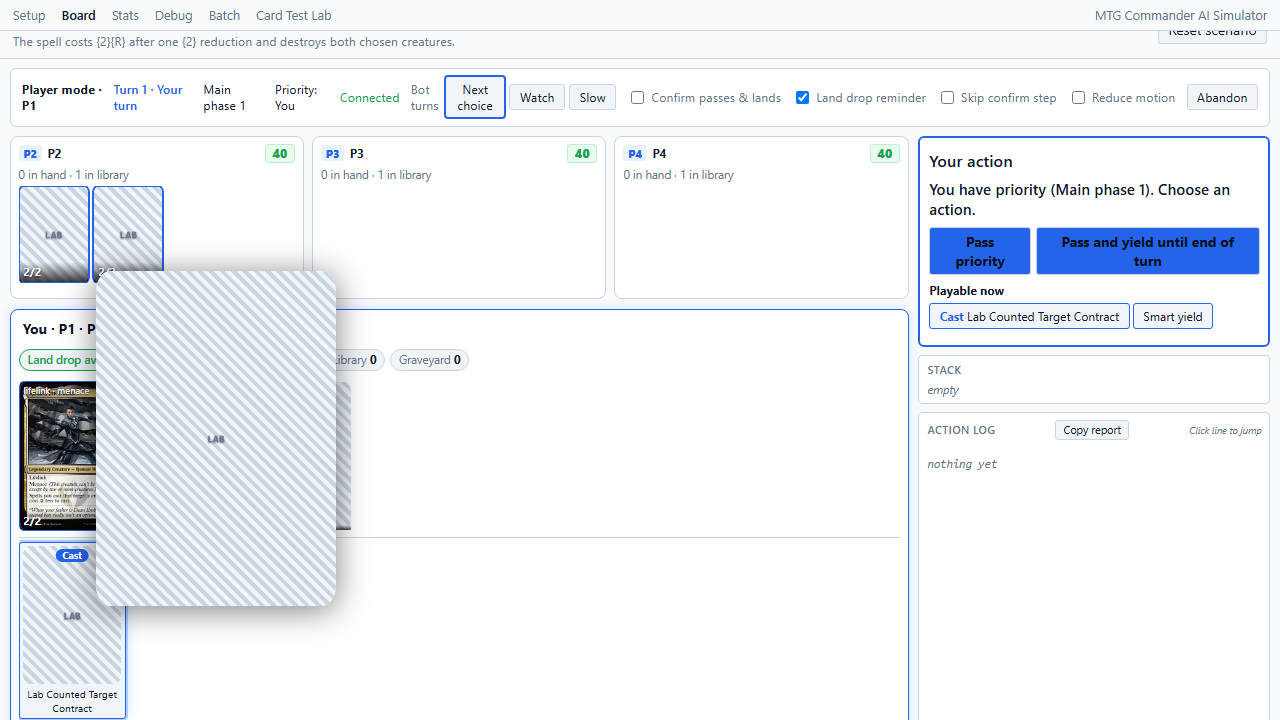 Setup Board Stats Debug Batch Card Test Lab MTG Commander AI Simulator
Reset scenario
The spell costs {2}{R} after one {2} reduction and destroys both chosen creatures.
Player mode · P1
Turn 1 · Your turn
Main phase 1
Priority: You
Connected
Bot turns
Next choice
Watch
Slow
Confirm passes & lands
Land drop reminder
Skip confirm step
Reduce motion
Abandon
P2 P2 40
0 in hand · 1 in library
LAB
2/2
LAB
P3 P3 40
0 in hand · 1 in library
P4 P4 40
0 in hand · 1 in library
Your action
You have priority (Main phase 1). Choose an
action.
Pass
priority
Pass and yield until end of
turn
Playable now
Cast Lab Counted Target Contract
Smart yield
STACK
empty
ACTION LOG
Copy report
Click line to jump
nothing yet
You · P1 · P
Land drop av
Library 0
Graveyard 0
lifelink · menace
Legendary Creature — Human
Lifelink
2/2
LAB
Cast
LAB
Lab Counted Target
Contract